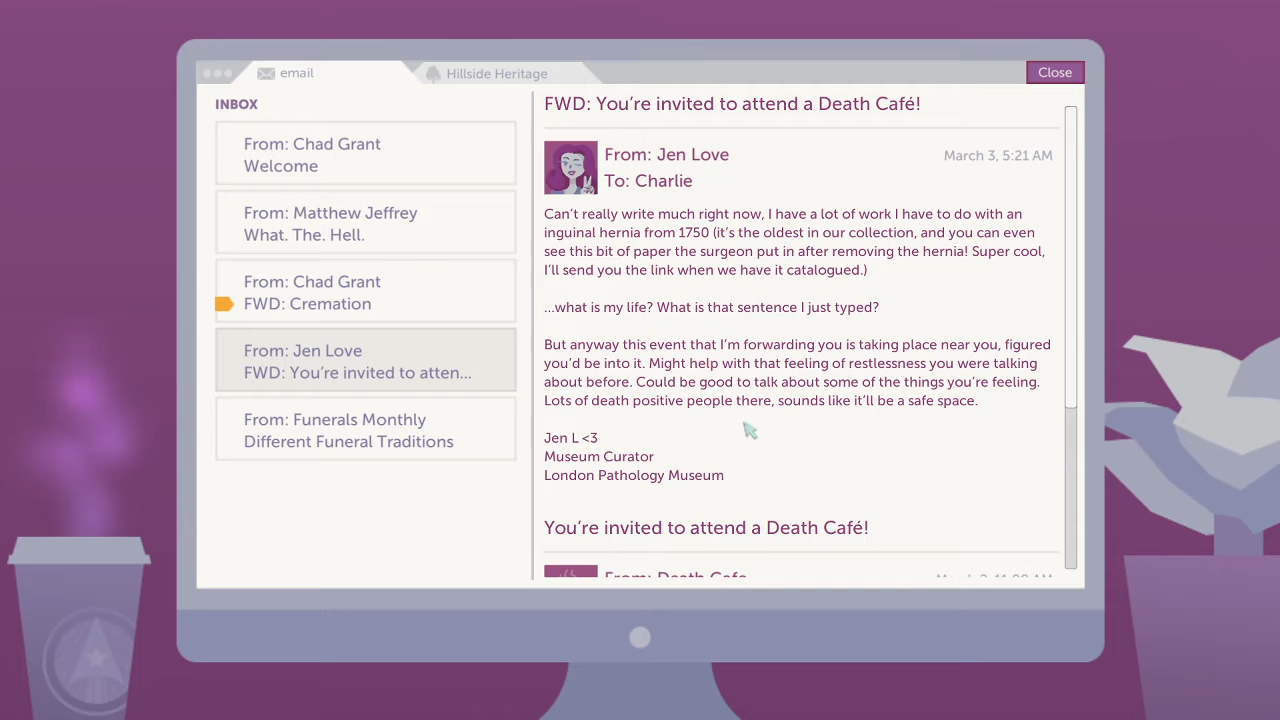 email
Hillside Heritage
Close
INBOX
From: Chad Grant
Welcome
From: Matthew Jeffrey
What. The. Hell.
From: Chad Grant
FWD: Cremation
From: Jen Love
FWD: You’re invited to atten...
From: Funerals Monthly
Different Funeral Traditions
FWD: You’re invited to attend a Death Café!
From: Jen Love
March 3, 5:21 AM
To: Charlie
Can’t really write much right now, I have a lot of work I have to do with an
inguinal hernia from 1750 (it’s the oldest in our collection, and you can even
see this bit of paper the surgeon put in after removing the hernia! Super cool,
I’ll send you the link when we have it catalogued.)
...what is my life? What is that sentence I just typed?
But anyway this event that I’m forwarding you is taking place near you, figured
you’d be into it. Might help with that feeling of restlessness you were talking
about before. Could be good to talk about some of the things you’re feeling.
Lots of death positive people there, sounds like it’ll be a safe space.
Jen L <3
Museum Curator
London Pathology Museum
You’re invited to attend a Death Café!
From: Death Cafe